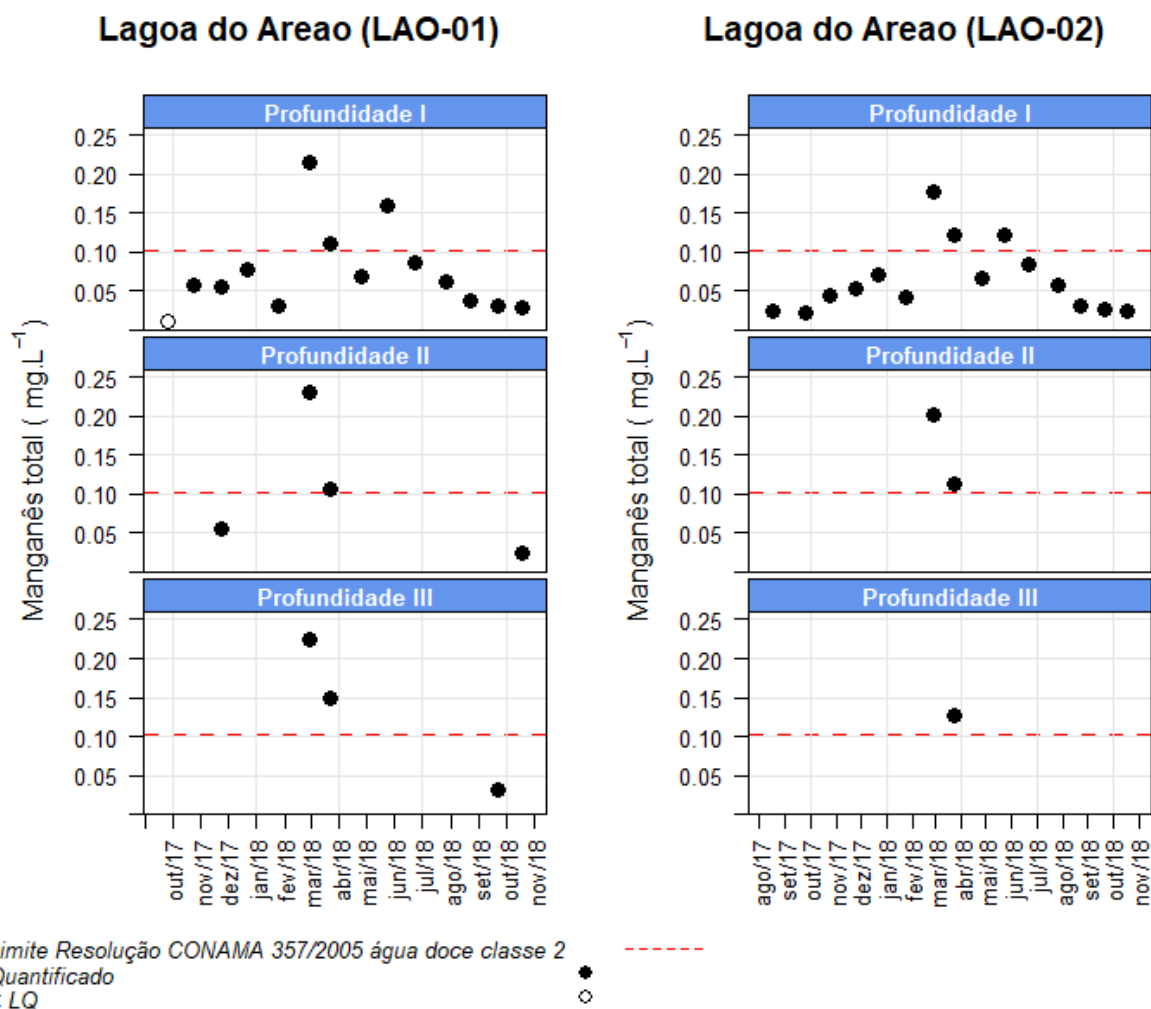 Lagoa do Areao (LAO-01)
Profundidade I
0.25
0.20
0.15
0.10
0.05
Profundidade II
0.25
0.20
0.15
0.10
0.05
Profundidade III
0.25
0.20
0.15
0.10
0.05
Manganês total ( mg.L⁻¹)
out/17
nov/17
dez/17
jan/18
fev/18
mar/18
abr/18
mai/18
jun/18
jul/18
ago/18
set/18
out/18
nov/18
Lagoa do Areao (LAO-02)
Profundidade I
0.25
0.20
0.15
0.10
0.05
Profundidade II
0.25
0.20
0.15
0.10
0.05
Profundidade III
0.25
0.20
0.15
0.10
0.05
Manganês total ( mg.L⁻¹)
ago/17
set/17
out/17
nov/17
dez/17
jan/18
fev/18
mar/18
abr/18
mai/18
jun/18
jul/18
ago/18
set/18
out/18
nov/18
imite Resolução CONAMA 357/2005 água doce classe 2
Quantificado
LQ